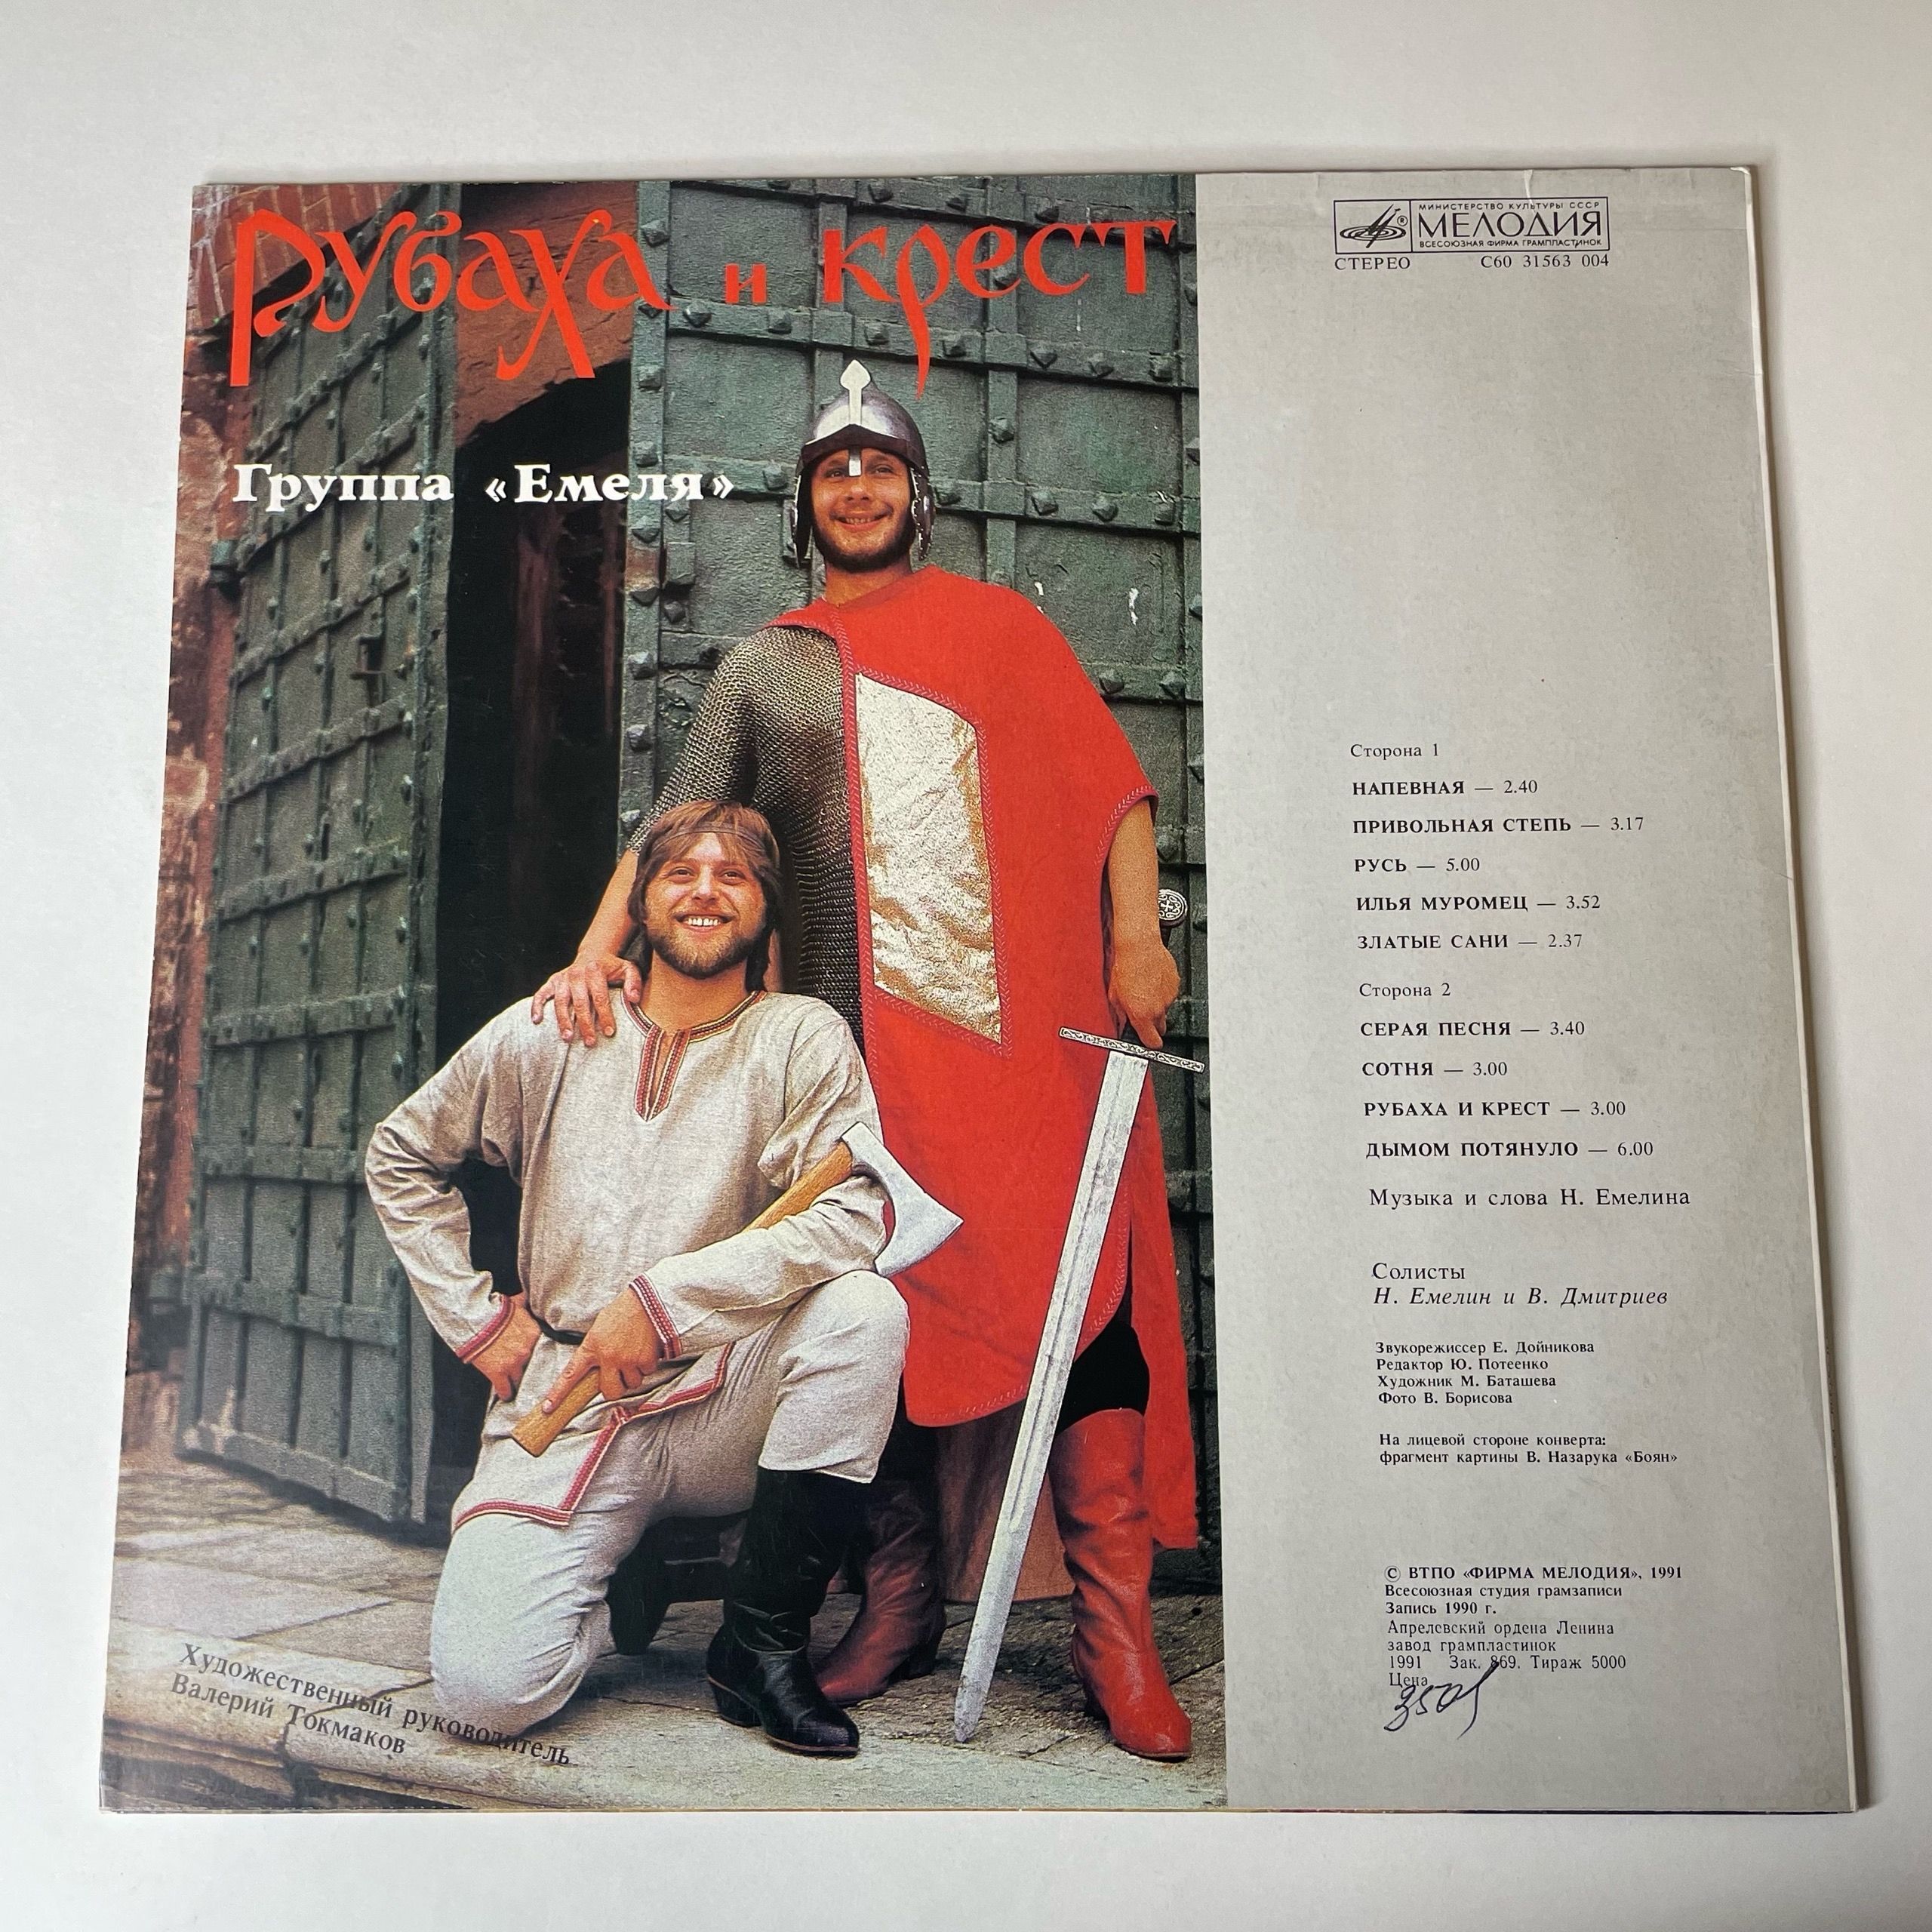 Рубаха и крест
Группа «Емеля»
Художественный руководитель
Валерий Токмаков
МИНИСТЕРСТВО КУЛЬТУРЫ СССР
МЕЛОДИЯ
ВСЕСОЮЗНАЯ ФИРМА ГРАМПЛАСТИНОК
СТЕРЕО С60 31563 004
Сторона 1
НАПЕВНАЯ — 2.40
ПРИВОЛЬНАЯ СТЕПЬ — 3.17
РУСЬ — 5.00
ИЛЬЯ МУРОМЕЦ — 3.52
ЗЛАТЫЕ САНИ — 2.37
Сторона 2
СЕРАЯ ПЕСНЯ — 3.40
СОТНЯ — 3.00
РУБАХА И КРЕСТ — 3.00
ДЫМОМ ПОТЯНУЛО — 6.00
Музыка и слова Н. Емелина
Солисты
Н. Емелин и В. Дмитриев
Звукорежиссер Е. Дойникова
Редактор Ю. Потеенко
Художник М. Баташева
Фото В. Борисова
На лицевой стороне конверта:
фрагмент картины В. Назарука «Боян»
© ВТПО «ФИРМА МЕЛОДИЯ», 1991
Всесоюзная студия грамзаписи
Запись 1990 г.
Апрелевский ордена Ленина
завод грампластинок
1991 Зак. 869. Тираж 5000
Цена